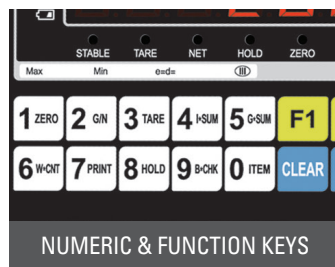 STABLE TARE NET HOLD ZERO
Max Min e=d= III
1 ZERO 2 G/N 3 TARE 4 I•SUM 5 G•SUM F1
6 W•CNT 7 PRINT 8 HOLD 9 B•CHK 0 ITEM CLEAR
NUMERIC & FUNCTION KEYS